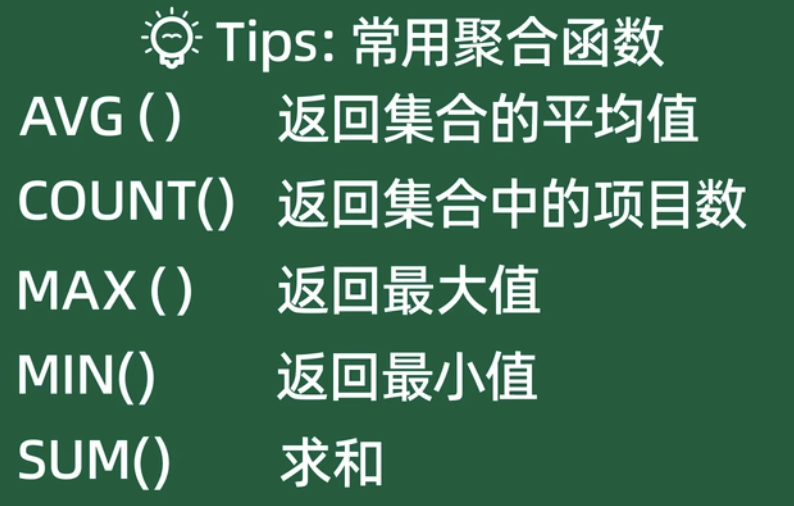 Tips: 常用聚合函数
AVG ( ) 返回集合的平均值
COUNT() 返回集合中的项目数
MAX ( ) 返回最大值
MIN() 返回最小值
SUM() 求和